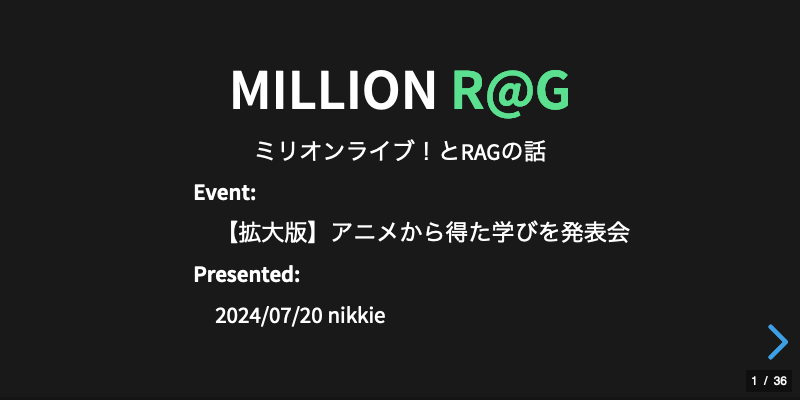 MILLION R@G
ミリオンライブ！とRAGの話
Event:
【拡大版】アニメから得た学びを発表会
Presented:
2024/07/20 nikkie
1 / 36